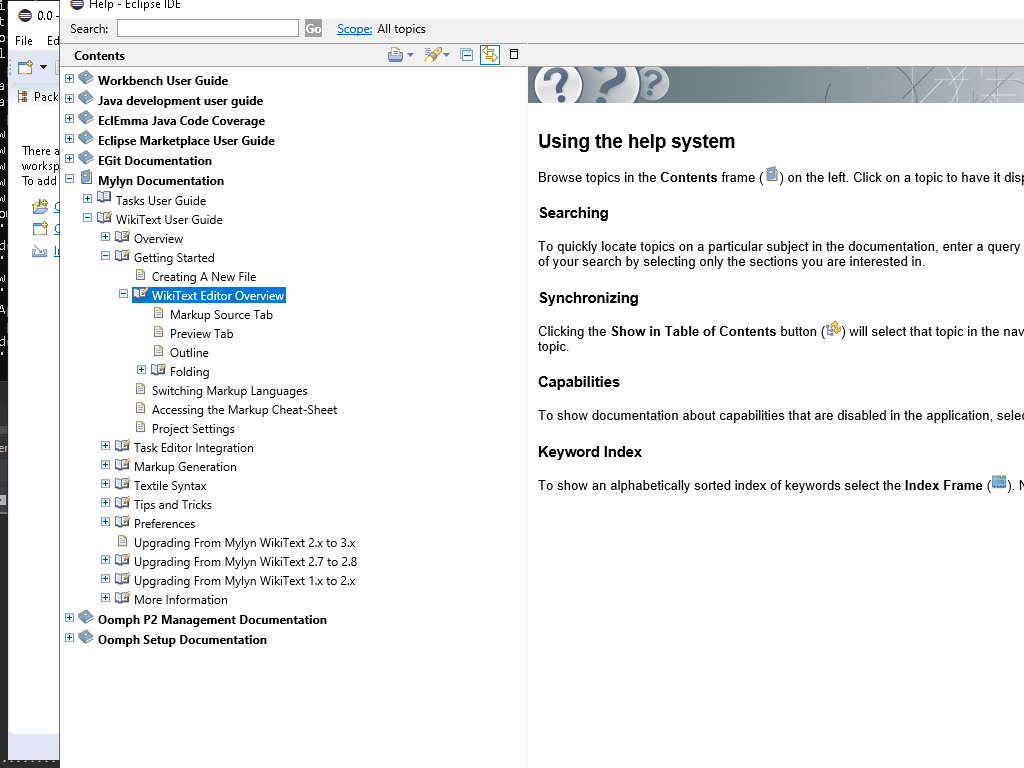 Help - Eclipse IDE
0.0 -
Search:
Go
Scope:
All topics
File
Contents
Workbench User Guide
Java development user guide
Pack
EclEmma Java Code Coverage
Eclipse Marketplace User Guide
There a
worksp
To add
EGit Documentation
Mylyn Documentation
Tasks User Guide
WikiText User Guide
Overview
Getting Started
Creating A New File
WikiText Editor Overview
Markup Source Tab
Preview Tab
Outline
Folding
Switching Markup Languages
Accessing the Markup Cheat-Sheet
Project Settings
Task Editor Integration
Markup Generation
Textile Syntax
Tips and Tricks
Preferences
Upgrading From Mylyn WikiText 2.x to 3.x
Upgrading From Mylyn WikiText 2.7 to 2.8
Upgrading From Mylyn WikiText 1.x to 2.x
More Information
Oomph P2 Management Documentation
Oomph Setup Documentation
Using the help system
Browse topics in the Contents frame ( ) on the left. Click on a topic to have it disp
Searching
To quickly locate topics on a particular subject in the documentation, enter a query
of your search by selecting only the sections you are interested in.
Synchronizing
Clicking the Show in Table of Contents button ( ) will select that topic in the nav
topic.
Capabilities
To show documentation about capabilities that are disabled in the application, selec
Keyword Index
To show an alphabetically sorted index of keywords select the Index Frame ( ). N